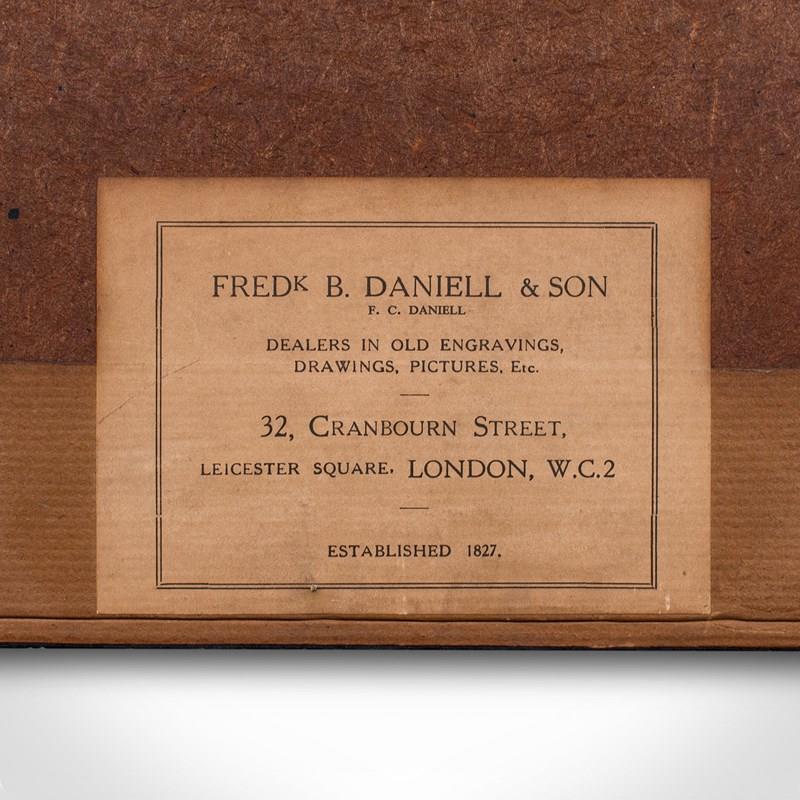 FREDK B. DANIELL & SON
F. C. DANIELL
DEALERS IN OLD ENGRAVINGS,
DRAWINGS, PICTURES, Etc.
32, CRANBOURN STREET,
LEICESTER SQUARE. LONDON, W.C.2
ESTABLISHED 1827.